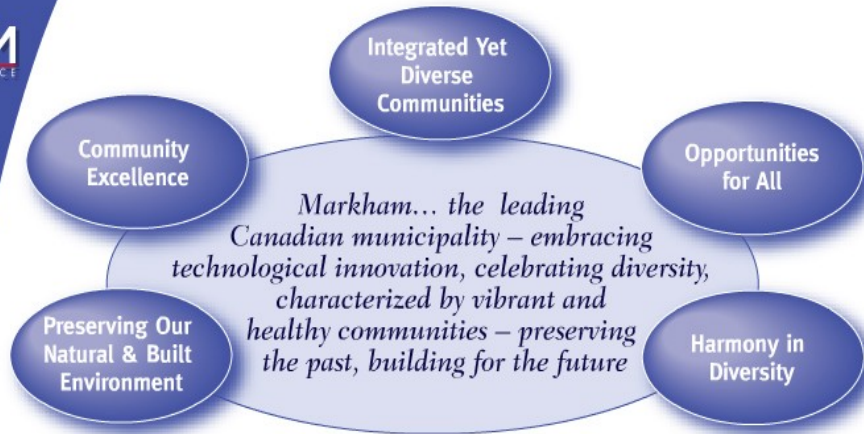 Integrated Yet
Diverse
Communities
Community
Excellence
Opportunities
for All
Markham... the leading
Canadian municipality – embracing
technological innovation, celebrating diversity,
characterized by vibrant and
healthy communities – preserving
the past, building for the future
Preserving Our
Natural & Built
Environment
Harmony in
Diversity